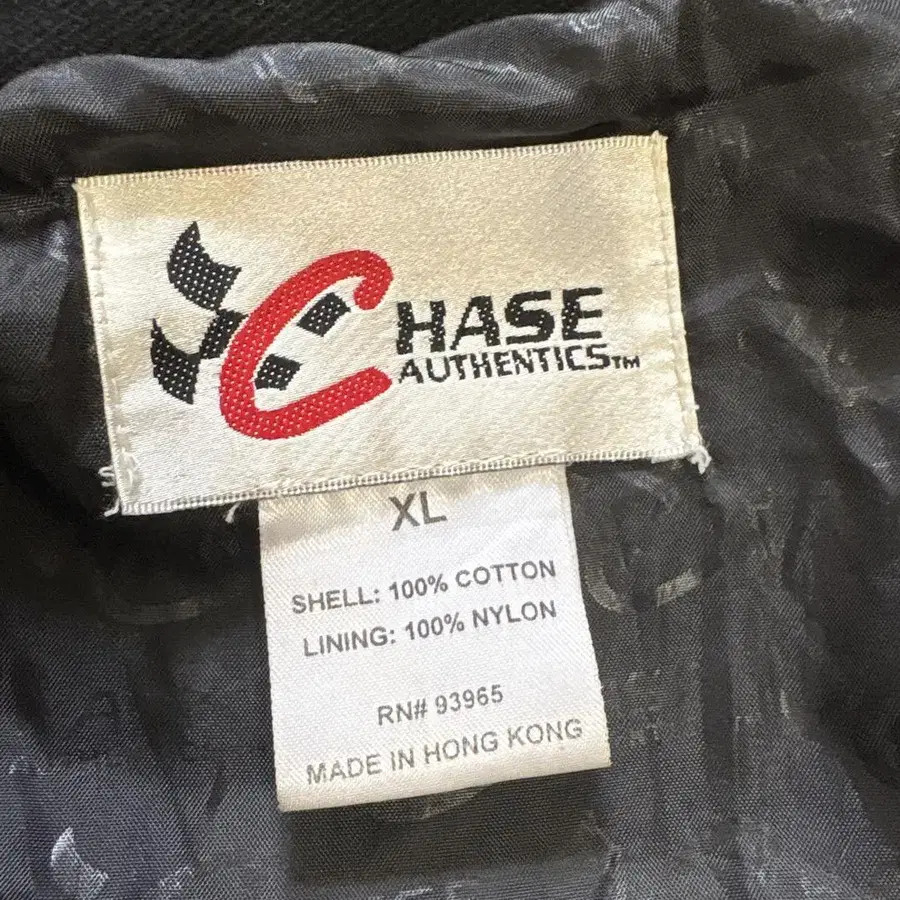 CHASE
AUTHENTICS™
XL
SHELL: 100% COTTON
LINING: 100% NYLON
RN# 93965
MADE IN HONG KONG